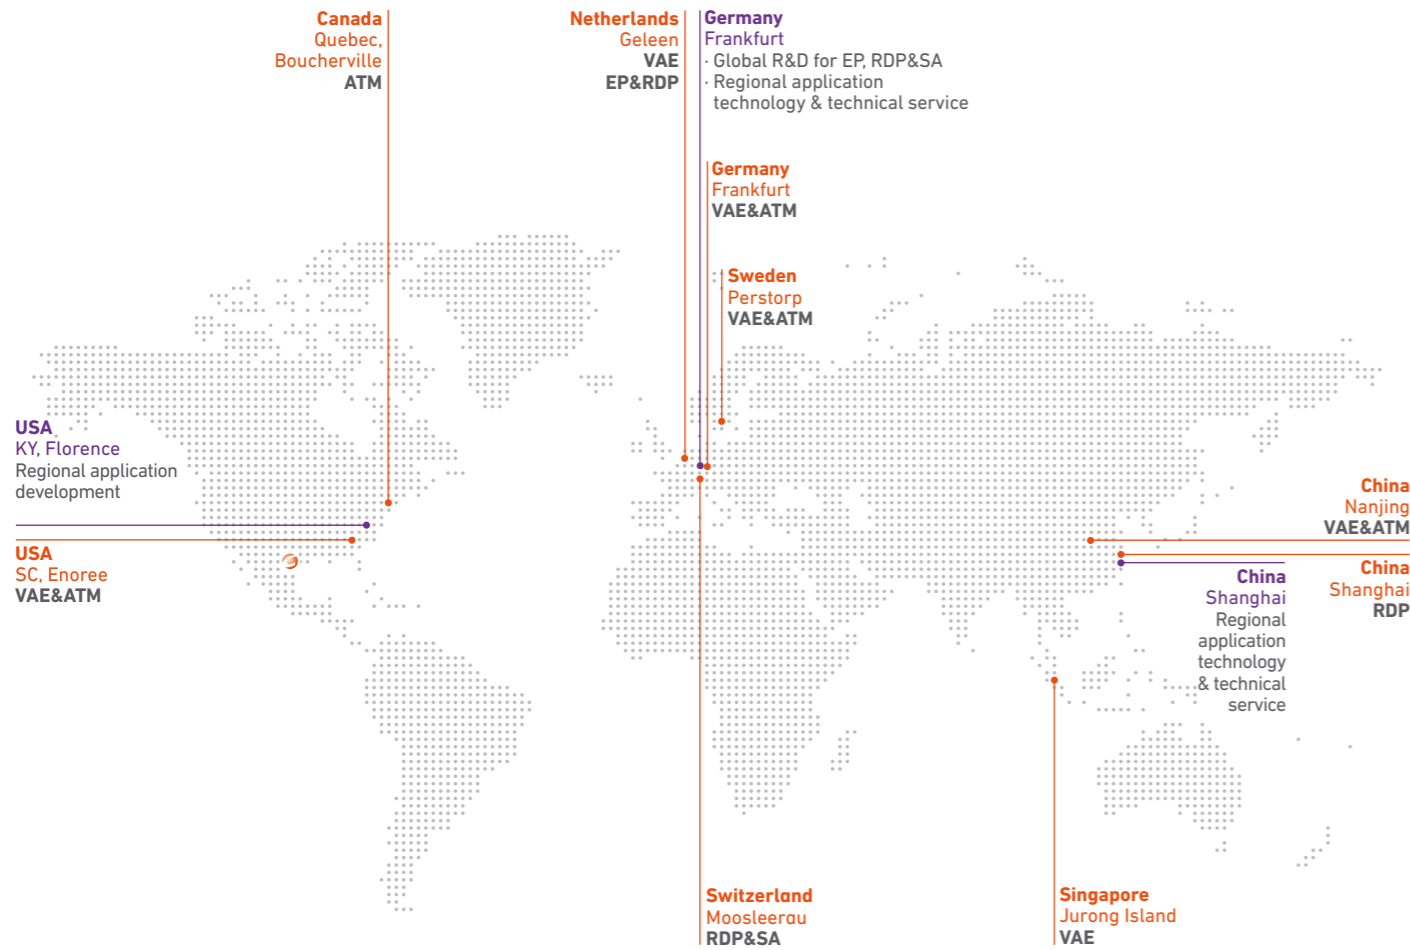 Canada
Quebec,
Boucherville
ATM
Netherlands
Geleen
VAE
EP&RDP
Germany
Frankfurt
· Global R&D for EP, RDP&SA
· Regional application
technology & technical service
Germany
Frankfurt
VAE&ATM
Sweden
Perstorp
VAE&ATM
USA
KY, Florence
Regional application
development
USA
SC, Enoree
VAE&ATM
China
Nanjing
VAE&ATM
China
Shanghai
RDP
China
Shanghai
Regional
application
technology
& technical
service
Switzerland
Moosleerau
RDP&SA
Singapore
Jurong Island
VAE